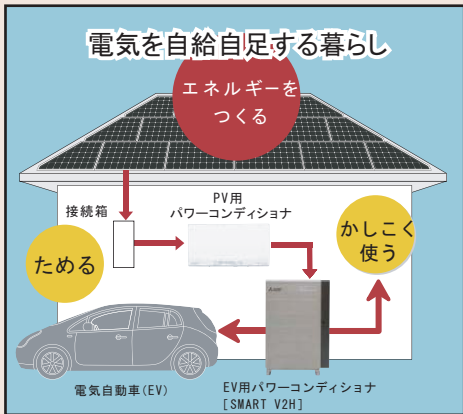 電気を自給自足する暮らし
エネルギーを
つくる
接続箱
PV用
パワーコンディショナ
かしこく
使う
ためる
電気自動車(EV)
EV用パワーコンディショナ
[SMART V2H]